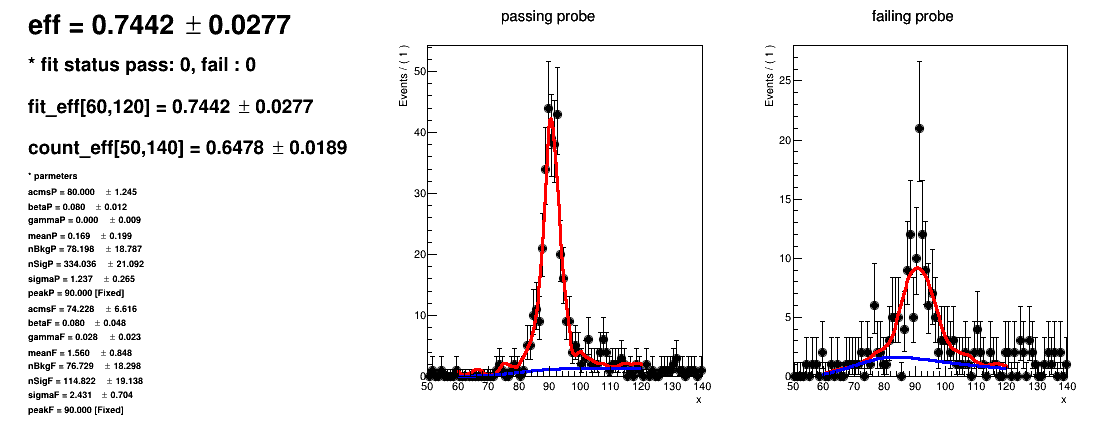 eff = 0.7442 ± 0.0277
* fit status pass: 0, fail : 0
fit_eff[60,120] = 0.7442 ± 0.0277
count_eff[50,140] = 0.6478 ± 0.0189
* parmeters
acmsP = 80.000 ± 1.245
betaP = 0.080 ± 0.012
gammaP = 0.000 ± 0.009
meanP = 0.169 ± 0.199
nBkgP = 78.198 ± 18.787
nSigP = 334.036 ± 21.092
sigmaP = 1.237 ± 0.265
peakP = 90.000 [Fixed]
acmsF = 74.228 ± 6.616
betaF = 0.080 ± 0.048
gammaF = 0.028 ± 0.023
meanF = 1.560 ± 0.848
nBkgF = 76.729 ± 18.298
nSigF = 114.822 ± 19.138
sigmaF = 2.431 ± 0.704
peakF = 90.000 [Fixed]
passing probe
Events / ( 1 )
50
40
30
20
10
0
50 60 70 80 90 100 110 120 130 140
x
failing probe
Events / ( 1 )
25
20
15
10
5
0
50 60 70 80 90 100 110 120 130 140
x